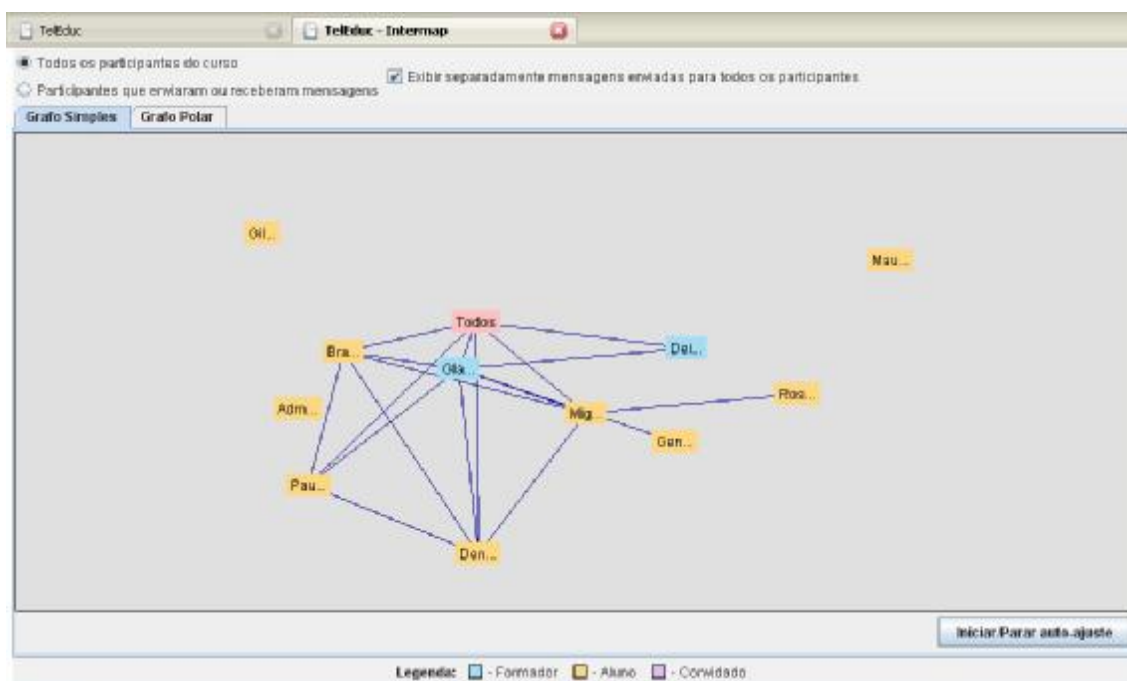 TelEduc
TelEduc - Intermap
Todos os participantes do curso
Participantes que enviaram ou receberam mensagens
Exibir separadamente mensagens enviadas para todos os participantes
Grafo Simples
Grafo Polar
Gil...
Mau...
Todos
Bra...
Del...
Gla...
Ros...
Adm...
Mig...
Gen...
Pau...
Den...
Iniciar/Parar auto-ajuste
Legenda: - Formador - Aluno - Convidado